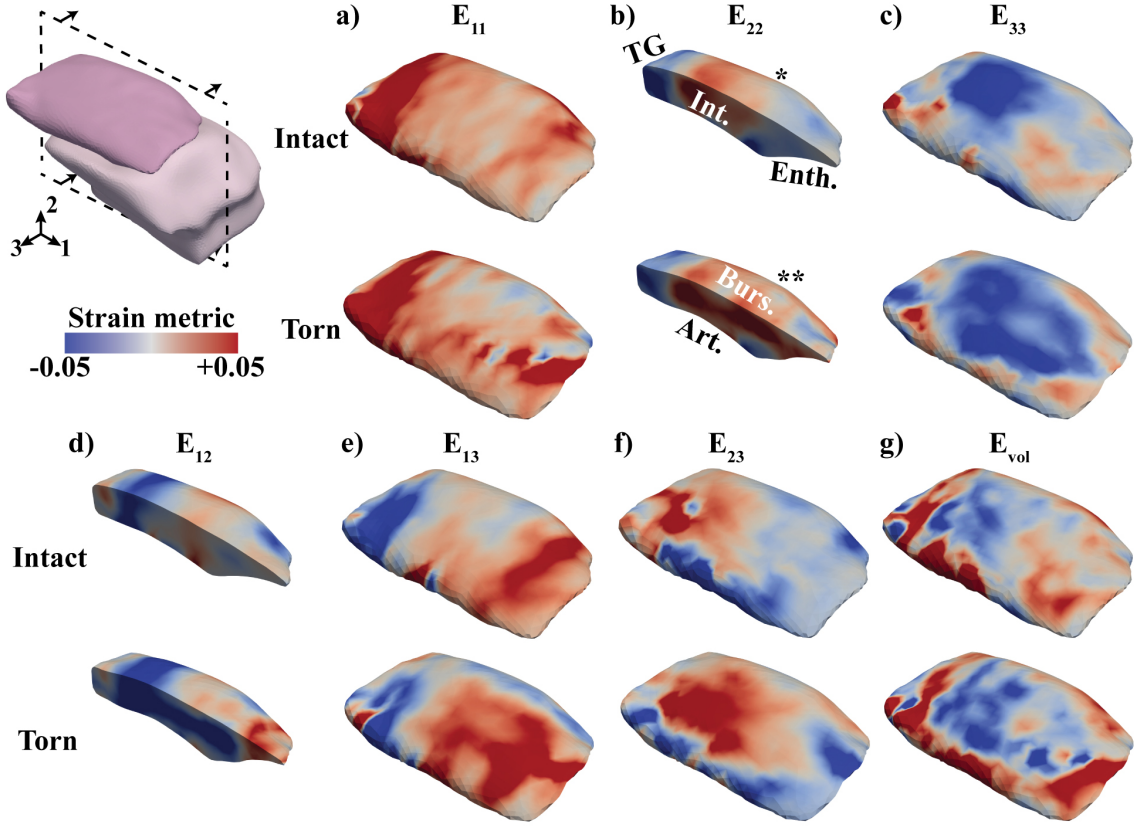 a) E₁₁ b) E₂₂ c) E₃₃
TG
*
Int.
Intact
Enth.
2
3 1
**
Burs.
Strain metric
Torn
Art.
-0.05 +0.05
d) E₁₂ e) E₁₃ f) E₂₃ g) Eᵥₒₗ
Intact
Torn